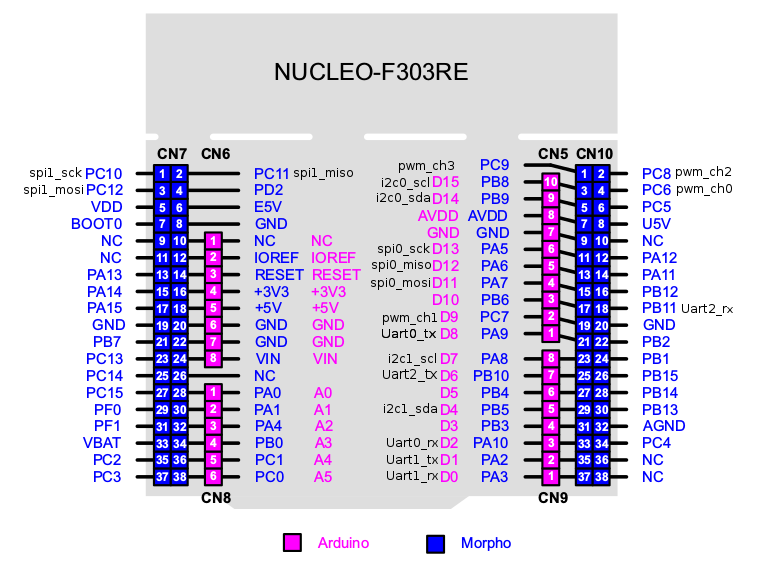 NUCLEO-F303RE
CN7 CN6 CN5 CN10
pwm_ch3 PC9
spi1_sck PC10 1 2 PC11 spi1_miso i2c0_scl D15 PB8 10 1 2 PC8 pwm_ch2
spi1_mosi PC12 3 4 PD2 i2c0_sda D14 PB9 9 3 4 PC6 pwm_ch0
VDD 5 6 E5V AVDD AVDD 8 5 6 PC5
BOOT0 7 8 GND GND GND 7 7 8 U5V
NC 9 10 1 NC NC spi0_sck D13 PA5 6 9 10 NC
NC 11 12 2 IOREF IOREF spi0_miso D12 PA6 5 11 12 PA12
PA13 13 14 3 RESET RESET spi0_mosi D11 PA7 4 13 14 PA11
PA14 15 16 4 +3V3 +3V3 D10 PB6 3 15 16 PB12
PA15 17 18 5 +5V +5V pwm_ch1 D9 PC7 2 17 18 PB11 Uart2_rx
GND 19 20 6 GND GND Uart0_tx D8 PA9 1 19 20 GND
PB7 21 22 7 GND GND 21 22 PB2
PC13 23 24 8 VIN VIN i2c1_scl D7 PA8 8 23 24 PB1
PC14 25 26 NC Uart2_tx D6 PB10 7 25 26 PB15
PC15 27 28 1 PA0 A0 D5 PB4 6 27 28 PB14
PF0 29 30 2 PA1 A1 i2c1_sda D4 PB5 5 29 30 PB13
PF1 31 32 3 PA4 A2 D3 PB3 4 31 32 AGND
VBAT 33 34 4 PB0 A3 Uart0_rx D2 PA10 3 33 34 PC4
PC2 35 36 5 PC1 A4 Uart1_tx D1 PA2 2 35 36 NC
PC3 37 38 6 PC0 A5 Uart1_rx D0 PA3 1 37 38 NC
CN8 CN9
Arduino Morpho